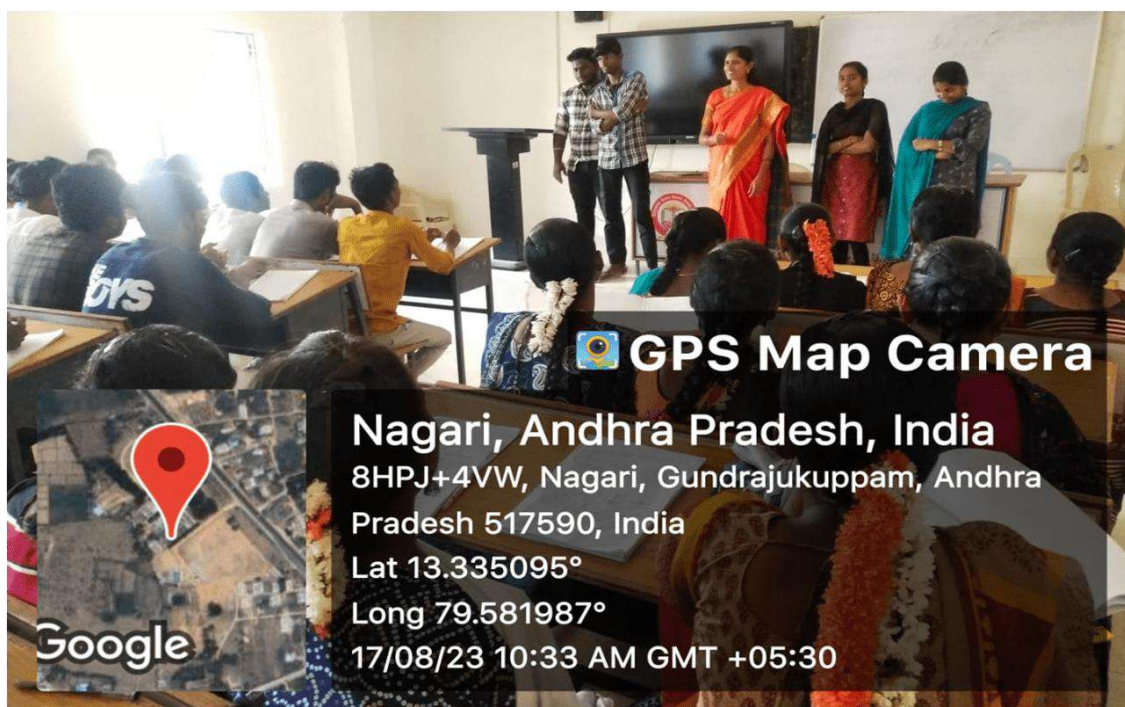 BOYS
GPS Map Camera
Nagari, Andhra Pradesh, India
8HPJ+4VW, Nagari, Gundrajukuppam, Andhra
Pradesh 517590, India
Lat 13.335095°
Long 79.581987°
17/08/23 10:33 AM GMT +05:30
Google